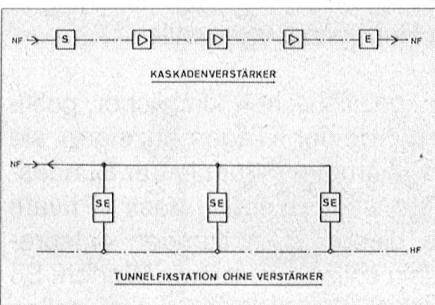 NF S E NF
KASKADENVERSTÄRKER
NF
SE SE SE
HF
TUNNELFIXSTATION OHNE VERSTÄRKER